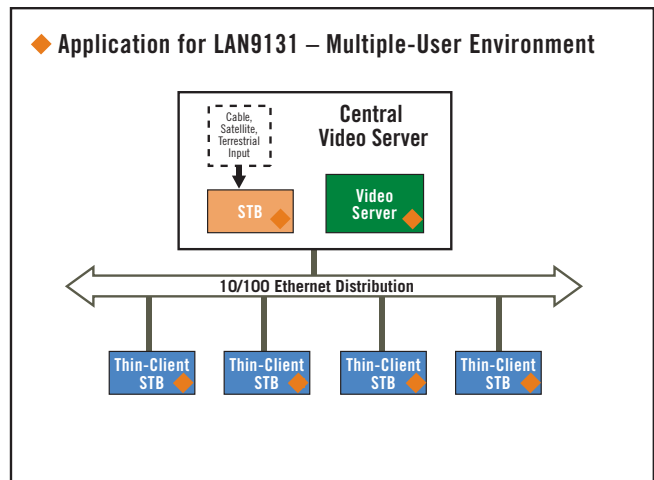 Application for LAN9131 – Multiple-User Environment
Cable,
Satellite,
Terrestrial
Input
Central
Video Server
STB
Video
Server
10/100 Ethernet Distribution
Thin-Client
STB
Thin-Client
STB
Thin-Client
STB
Thin-Client
STB